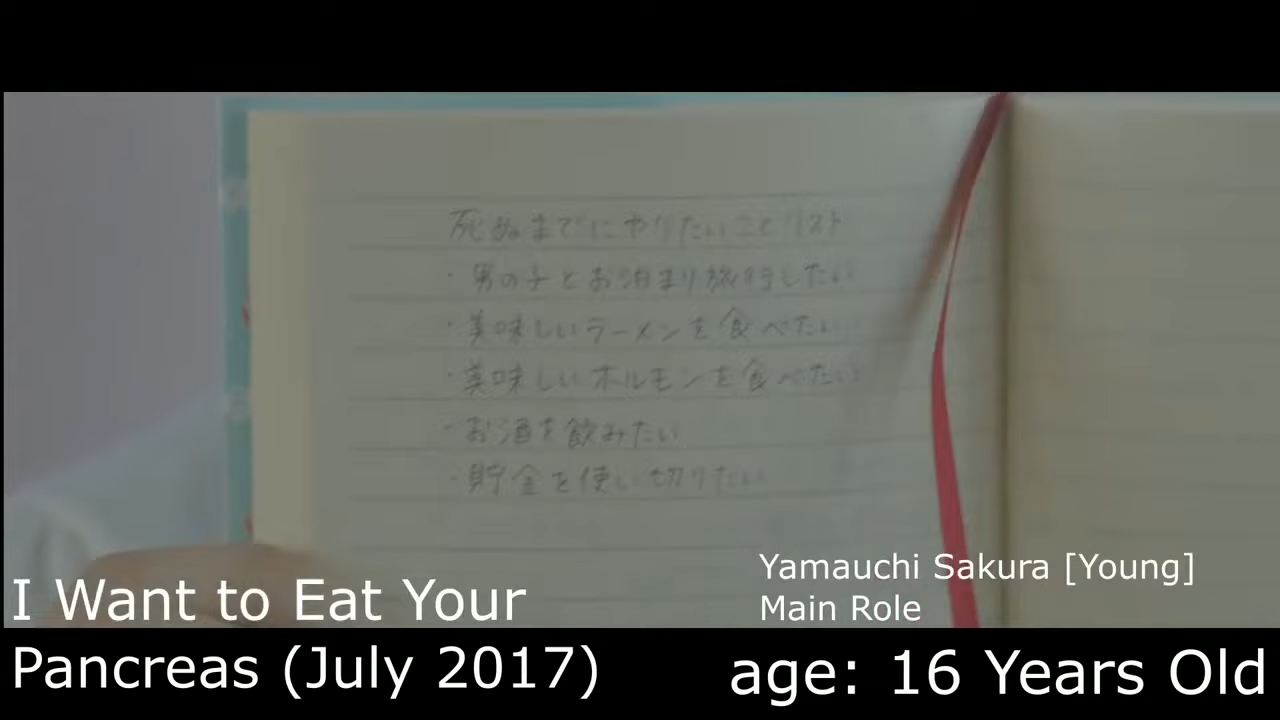 死ぬまでにやりたいことリスト
・男の子とお泊まり旅行したい
・美味しいラーメンを食べたい
・美味しいホルモンを食べたい
・お酒を飲みたい
・貯金を使い切りたい
I Want to Eat Your
Pancreas (July 2017)
Yamauchi Sakura [Young]
Main Role
age: 16 Years Old